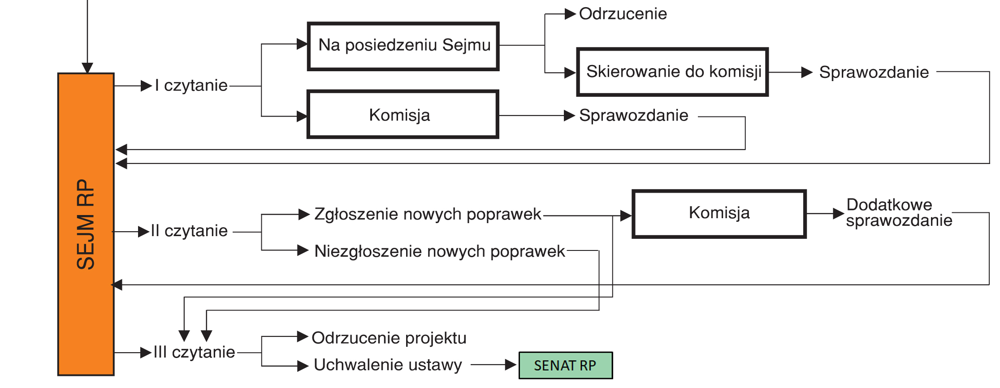 Odrzucenie
Na posiedzeniu Sejmu
Skierowanie do komisji
Sprawozdanie
I czytanie
Komisja
Sprawozdanie
SEJM RP
Komisja
Dodatkowe
sprawozdanie
Zgłoszenie nowych poprawek
II czytanie
Niezgłoszenie nowych poprawek
Odrzucenie projektu
III czytanie
Uchwalenie ustawy
SENAT RP